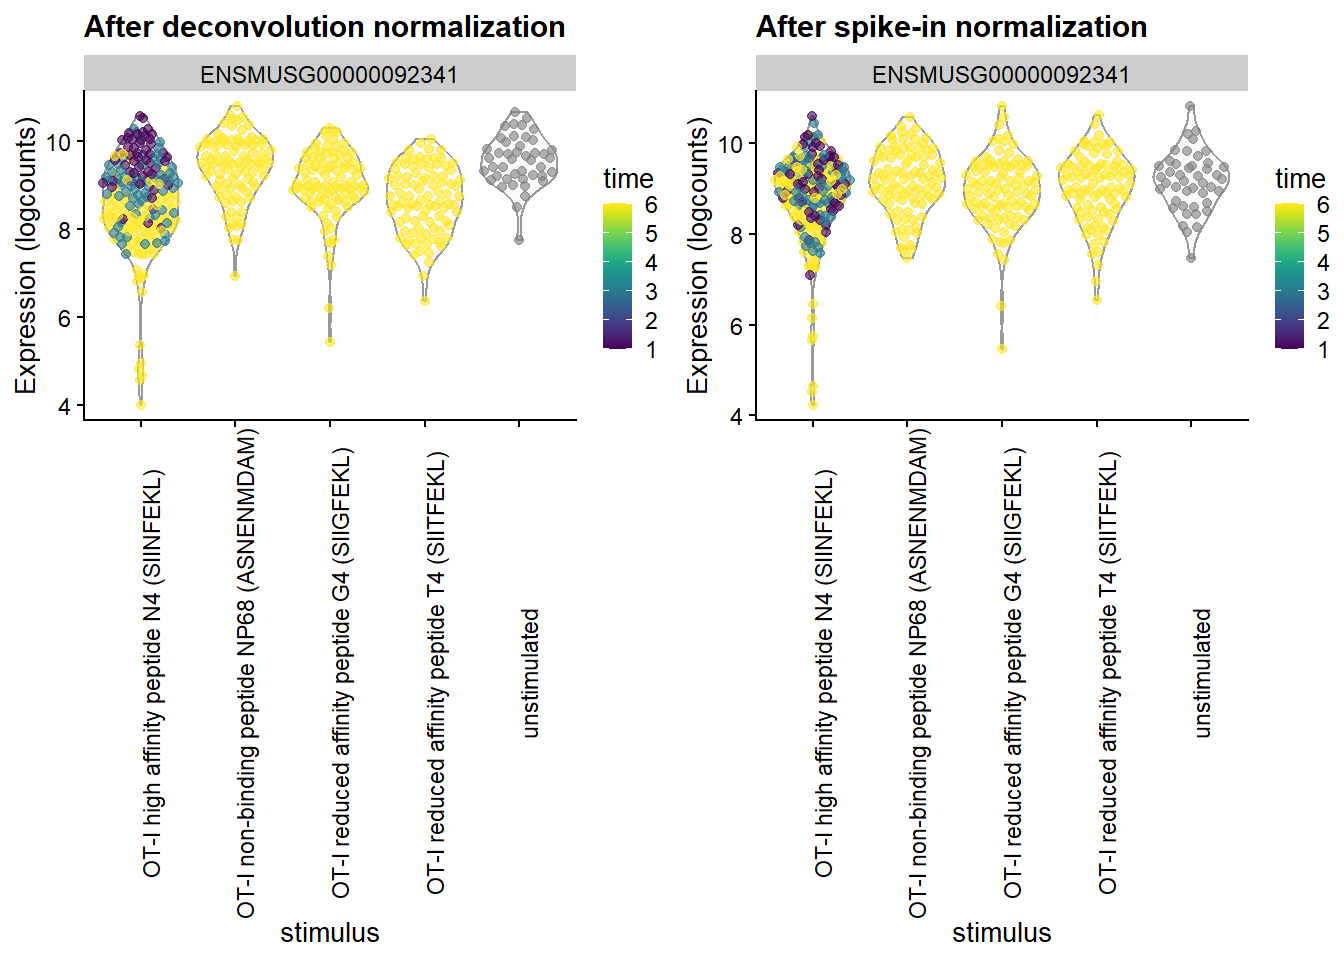 After deconvolution normalization
ENSMUSG00000092341
Expression (logcounts)
10
8
6
4
OT-I high affinity peptide N4 (SIINFEKL)
OT-I non-binding peptide NP68 (ASNENMDAM)
OT-I reduced affinity peptide G4 (SIIGFEKL)
OT-I reduced affinity peptide T4 (SIITFEKL)
unstimulated
stimulus
time
6
5
4
3
2
1
After spike-in normalization
ENSMUSG00000092341
Expression (logcounts)
10
8
6
4
OT-I high affinity peptide N4 (SIINFEKL)
OT-I non-binding peptide NP68 (ASNENMDAM)
OT-I reduced affinity peptide G4 (SIIGFEKL)
OT-I reduced affinity peptide T4 (SIITFEKL)
unstimulated
stimulus
time
6
5
4
3
2
1